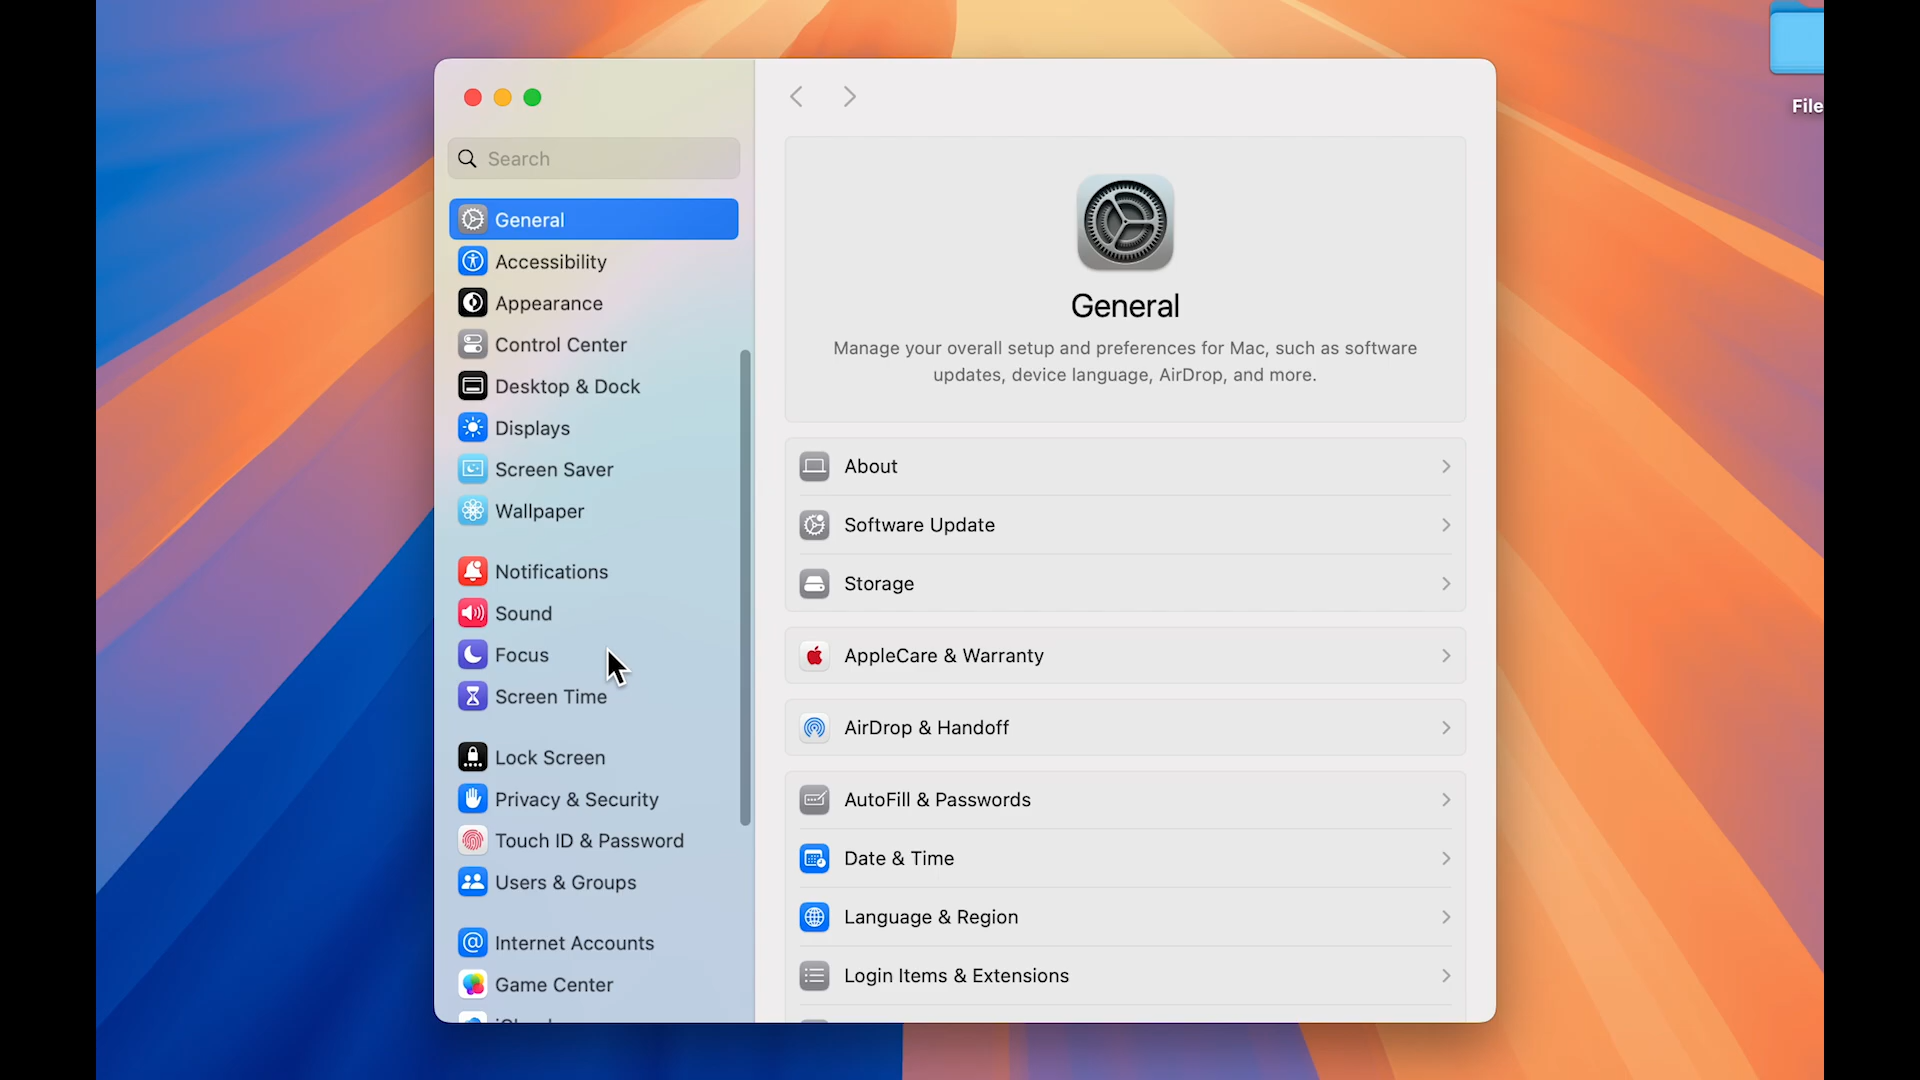 Search
General
Accessibility
Appearance
Control Center
Desktop & Dock
Displays
Screen Saver
Wallpaper
Notifications
Sound
Focus
Screen Time
Lock Screen
Privacy & Security
Touch ID & Password
Users & Groups
Internet Accounts
Game Center
General
Manage your overall setup and preferences for Mac, such as software
updates, device language, AirDrop, and more.
About
Software Update
Storage
AppleCare & Warranty
AirDrop & Handoff
AutoFill & Passwords
Date & Time
Language & Region
Login Items & Extensions
File